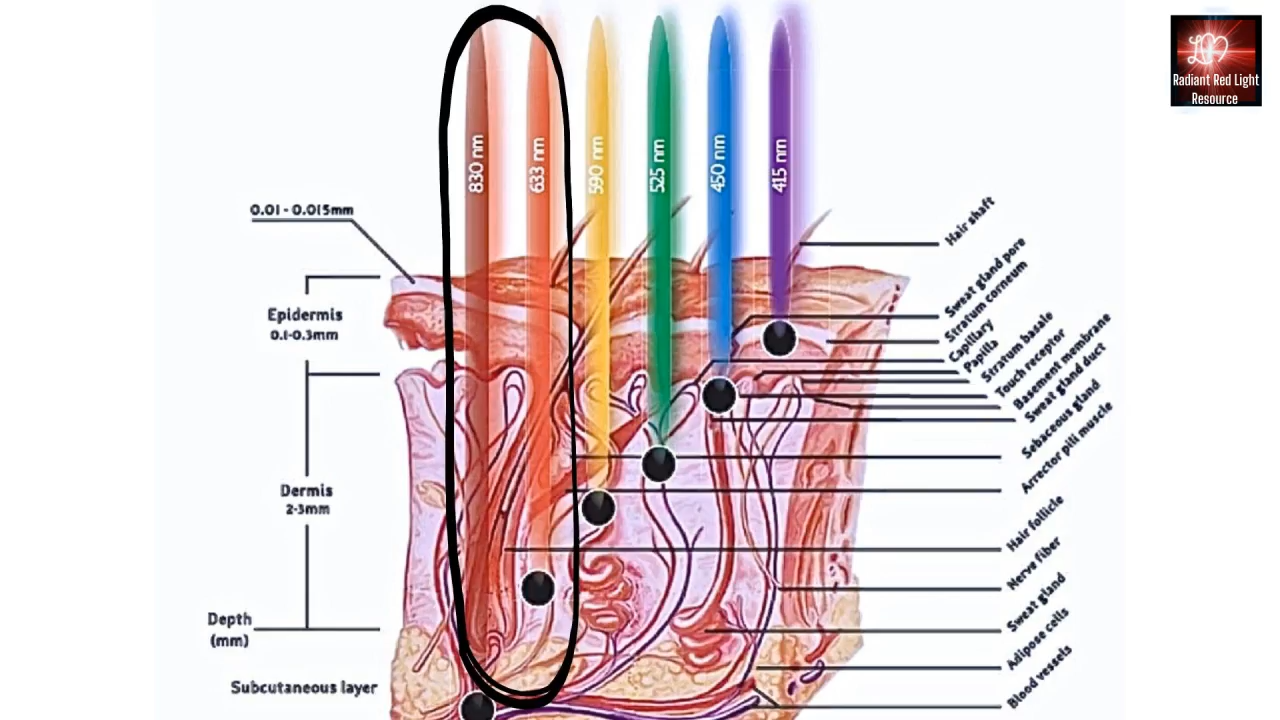 830 nm
633 nm
590 nm
525 nm
450 nm
415 nm
Radiant Red Light
Resource
0.01 - 0.015mm
Epidermis
0.1-0.3mm
Dermis
2-3mm
Depth
(mm)
Subcutaneous layer
Hair shaft
Sweat gland pore
Stratum corneum
Capillary
Papilla
Stratum basale
Touch receptor
Basement membrane
Sweat gland duct
Sebaceous gland
Arrector pili muscle
Hair follicle
Nerve fiber
Sweat gland
Adipose cells
Blood vessels